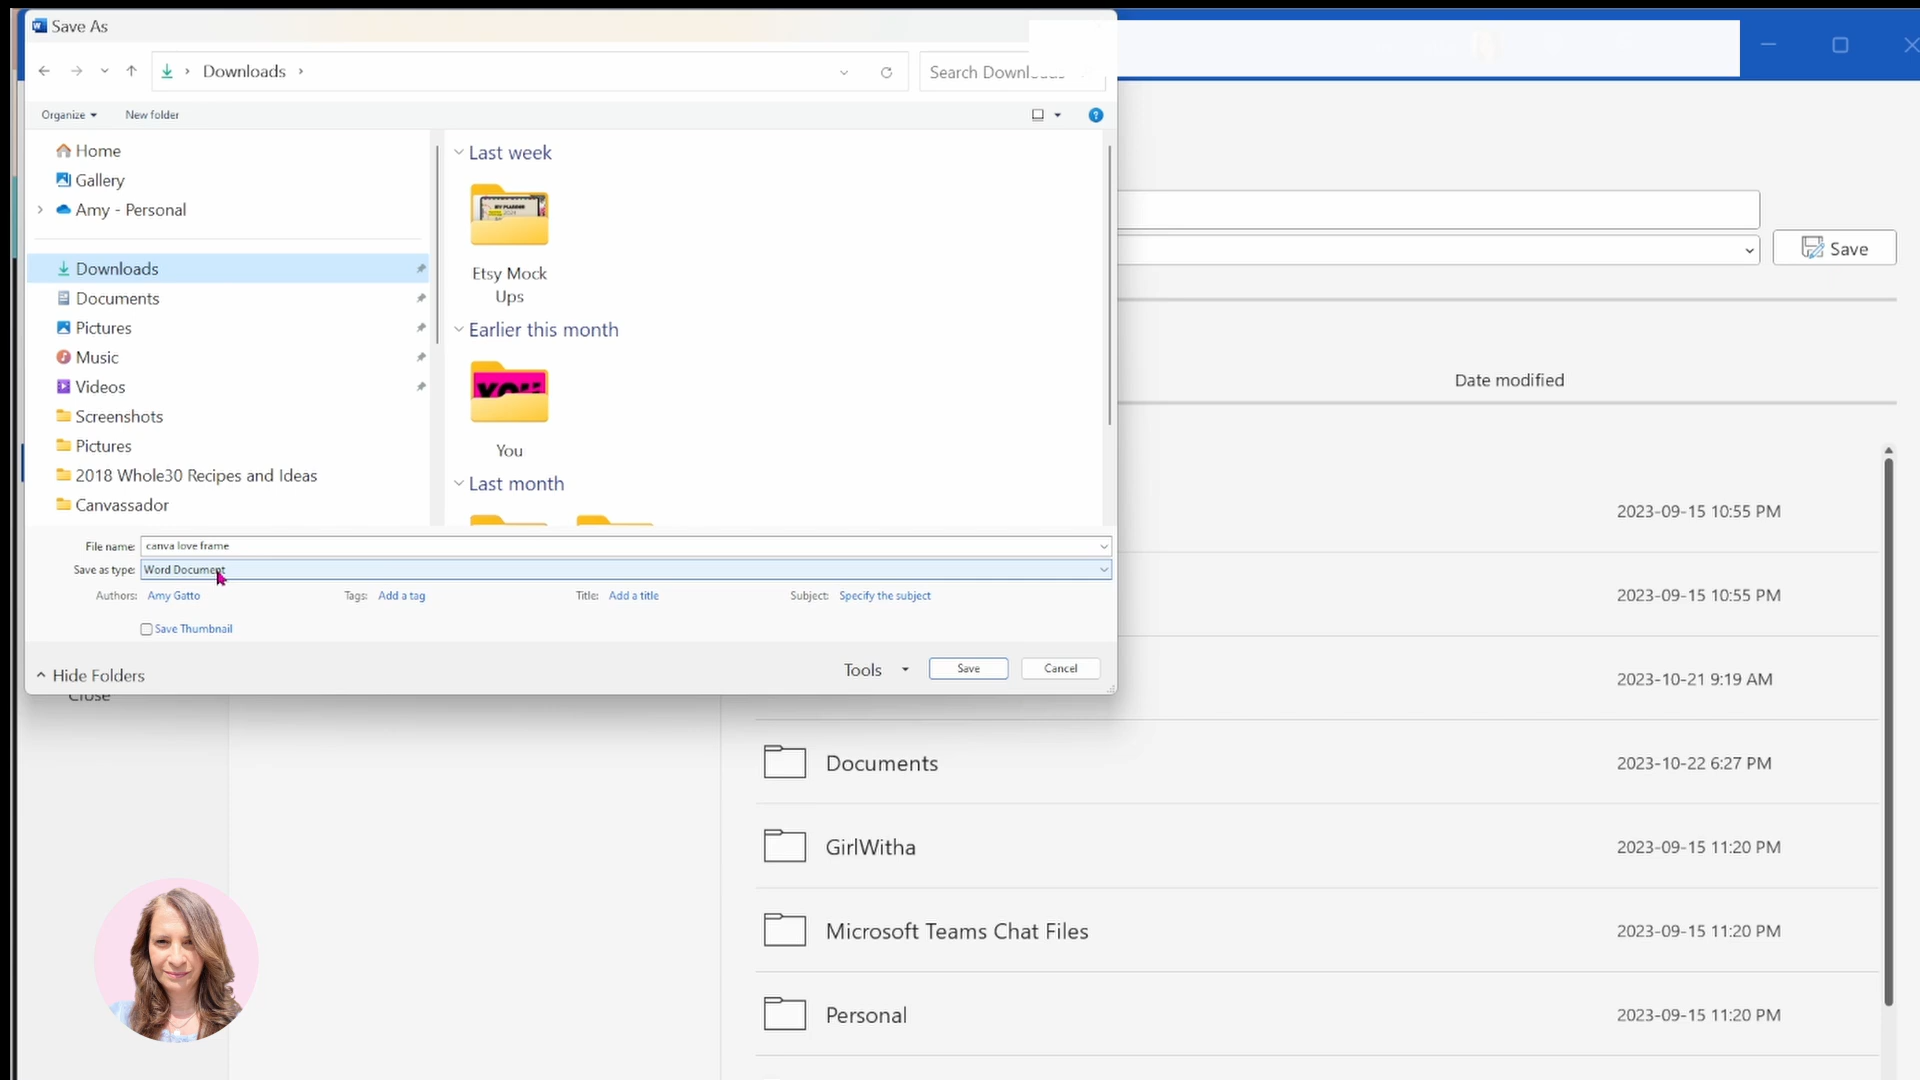 Save As
Downloads
Search Downloads
Organize
New folder
Home
Gallery
Amy - Personal
Downloads
Documents
Pictures
Music
Videos
Screenshots
Pictures
2018 Whole30 Recipes and Ideas
Canvassador
Last week
MY PLANNER
2024
Etsy Mock
Ups
Earlier this month
YOU
You
Last month
File name: canva love frame
Save as type: Word Document
Authors: Amy Gatto Tags: Add a tag Title: Add a title Subject: Specify the subject
Save Thumbnail
Hide Folders
Tools
Save
Cancel
Close
Save
Date modified
2023-09-15 10:55 PM
2023-09-15 10:55 PM
2023-10-21 9:19 AM
Documents 2023-10-22 6:27 PM
GirlWitha 2023-09-15 11:20 PM
Microsoft Teams Chat Files 2023-09-15 11:20 PM
Personal 2023-09-15 11:20 PM